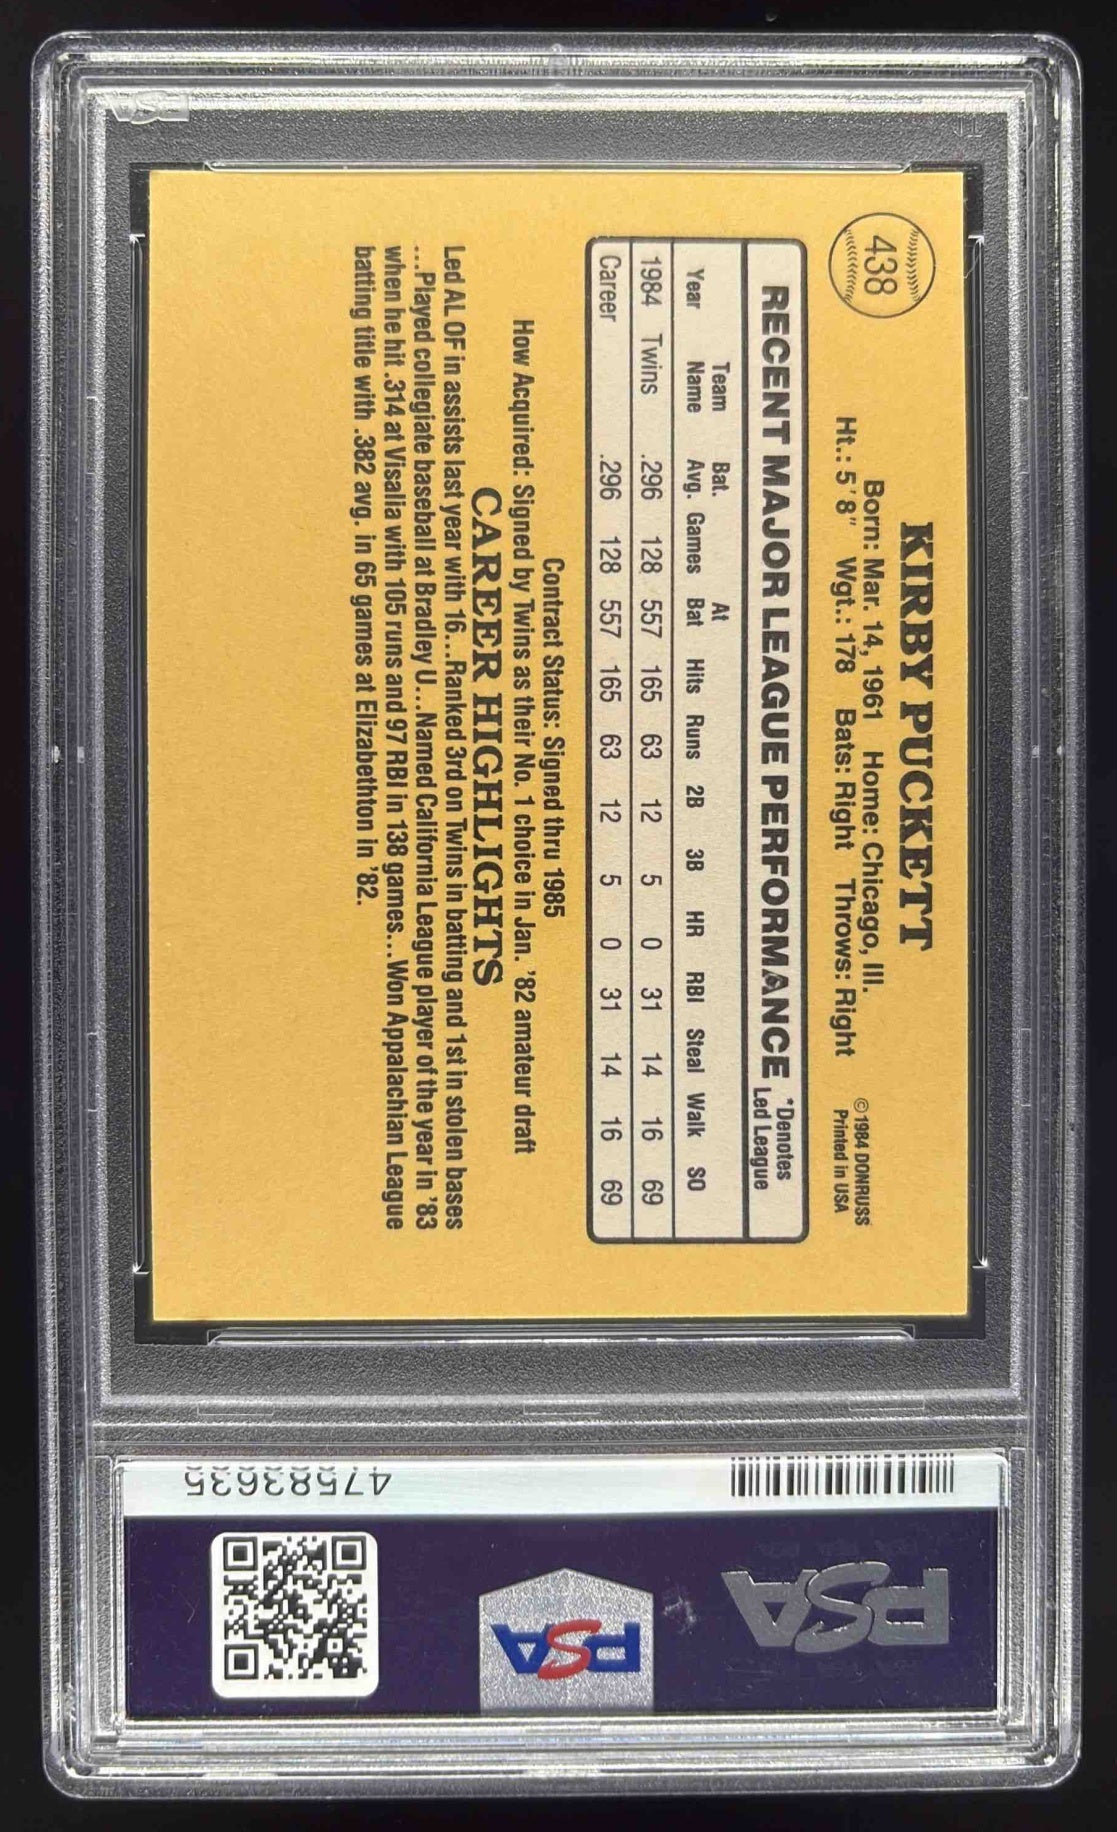 438
KIRBY PUCKETT
Born: Mar. 14, 1961 Home: Chicago, Ill.
Ht.: 5'8" Wgt.: 178 Bats: Right Throws: Right
©1984 DONRUSS
Printed in USA
RECENT MAJOR LEAGUE PERFORMANCE *Denotes Led League
Year Team Name Bat. Avg. Games At Bat Hits Runs 2B 3B HR RBI Steal Walk SO
1984 Twins .296 128 557 165 63 12 5 0 31 14 16 69
Career .296 128 557 165 63 12 5 0 31 14 16 69
Contract Status: Signed thru 1985
How Acquired: Signed by Twins as their No. 1 choice in Jan. '82 amateur draft
CAREER HIGHLIGHTS
Led AL OF in assists last year with 16...Ranked 3rd on Twins in batting and 1st in stolen bases
...Played collegiate baseball at Bradley U...Named California League player of the year in '83
when he hit .314 at Visalia with 105 runs and 97 RBI in 138 games...Won Appalachian League
batting title with .382 avg. in 65 games at Elizabethton in '82.
47583635
PSA
PSA
PSA